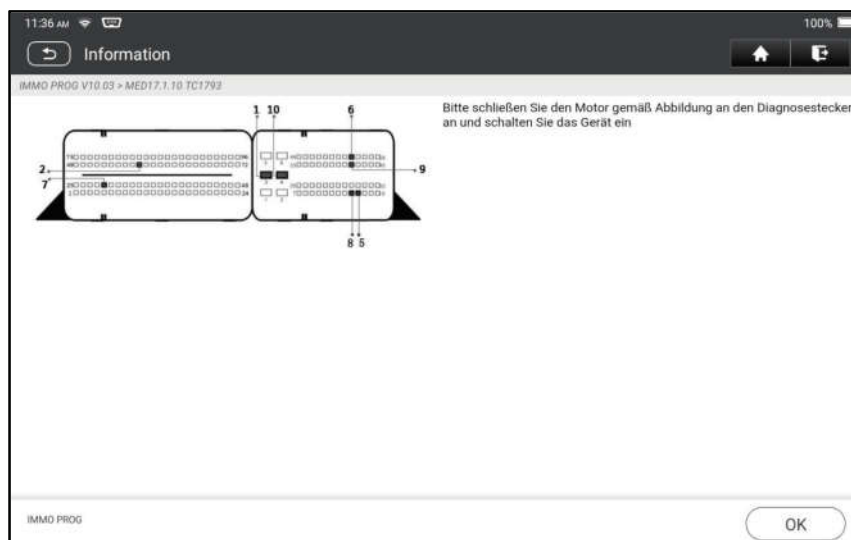 11:36 AM
100%
Information
IMMO PROG V10.03 > MED17.1.10 TC1793
Bitte schließen Sie den Motor gemäß Abbildung an den Diagnosestecker
an und schalten Sie das Gerät ein
1 10 6
2
9
7
8 5
IMMO PROG
OK